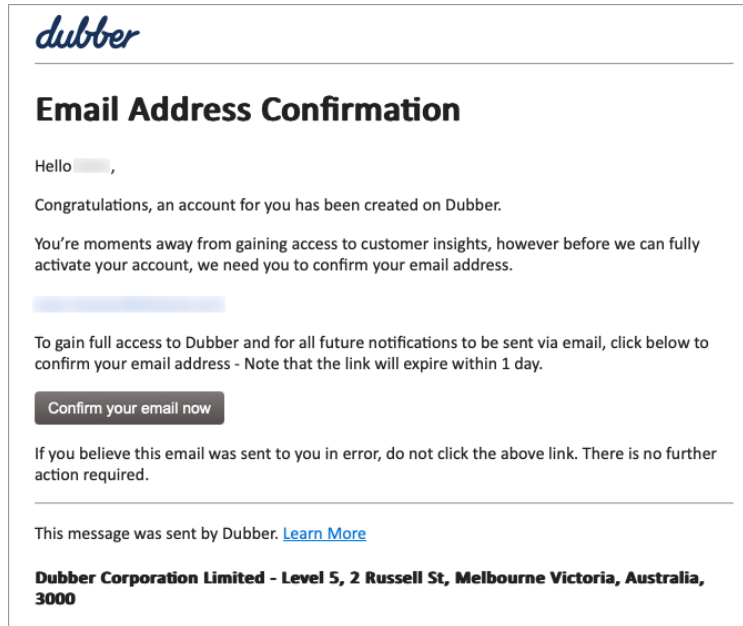 dubber
Email Address Confirmation
Hello ,
Congratulations, an account for you has been created on Dubber.
You're moments away from gaining access to customer insights, however before we can fully
activate your account, we need you to confirm your email address.
To gain full access to Dubber and for all future notifications to be sent via email, click below to
confirm your email address - Note that the link will expire within 1 day.
Confirm your email now
If you believe this email was sent to you in error, do not click the above link. There is no further
action required.
This message was sent by Dubber. Learn More
Dubber Corporation Limited - Level 5, 2 Russell St, Melbourne Victoria, Australia,
3000